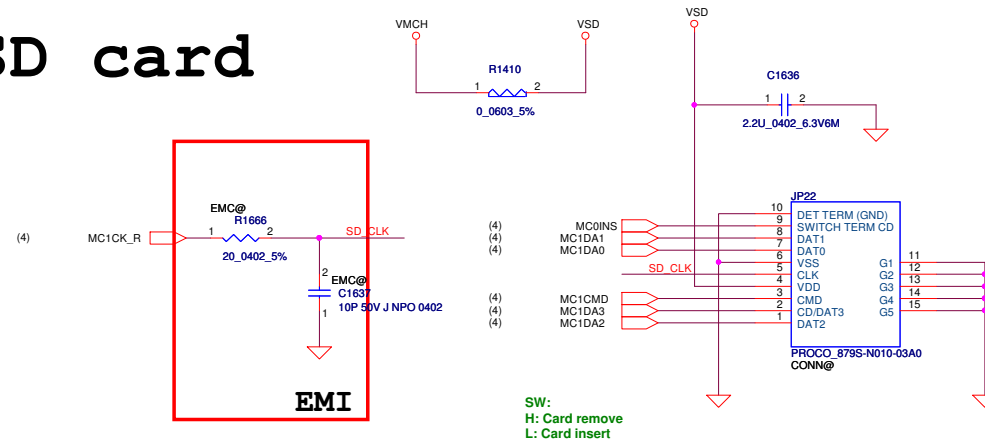 SD card
VMCH
VSD
R1410
1
2
0_0603_5%
VSD
C1636
1
2
2.2U_0402_6.3V6M
EMC@
R1666
(4)
MC1CK_R
1
2
SD_CLK
20_0402_5%
2
EMC@
C1637
10P 50V J NPO 0402
1
EMI
JP22
10
DET TERM (GND)
(4)
MC0INS
9
SWITCH TERM CD
(4)
MC1DA1
8
DAT1
(4)
MC1DA0
7
DAT0
6
VSS
G1
11
SD_CLK
5
CLK
G2
12
4
VDD
G3
13
(4)
MC1CMD
3
CMD
G4
14
(4)
MC1DA3
2
CD/DAT3
G5
15
(4)
MC1DA2
1
DAT2
PROCO_879S-N010-03A0
CONN@
SW:
H: Card remove
L: Card insert